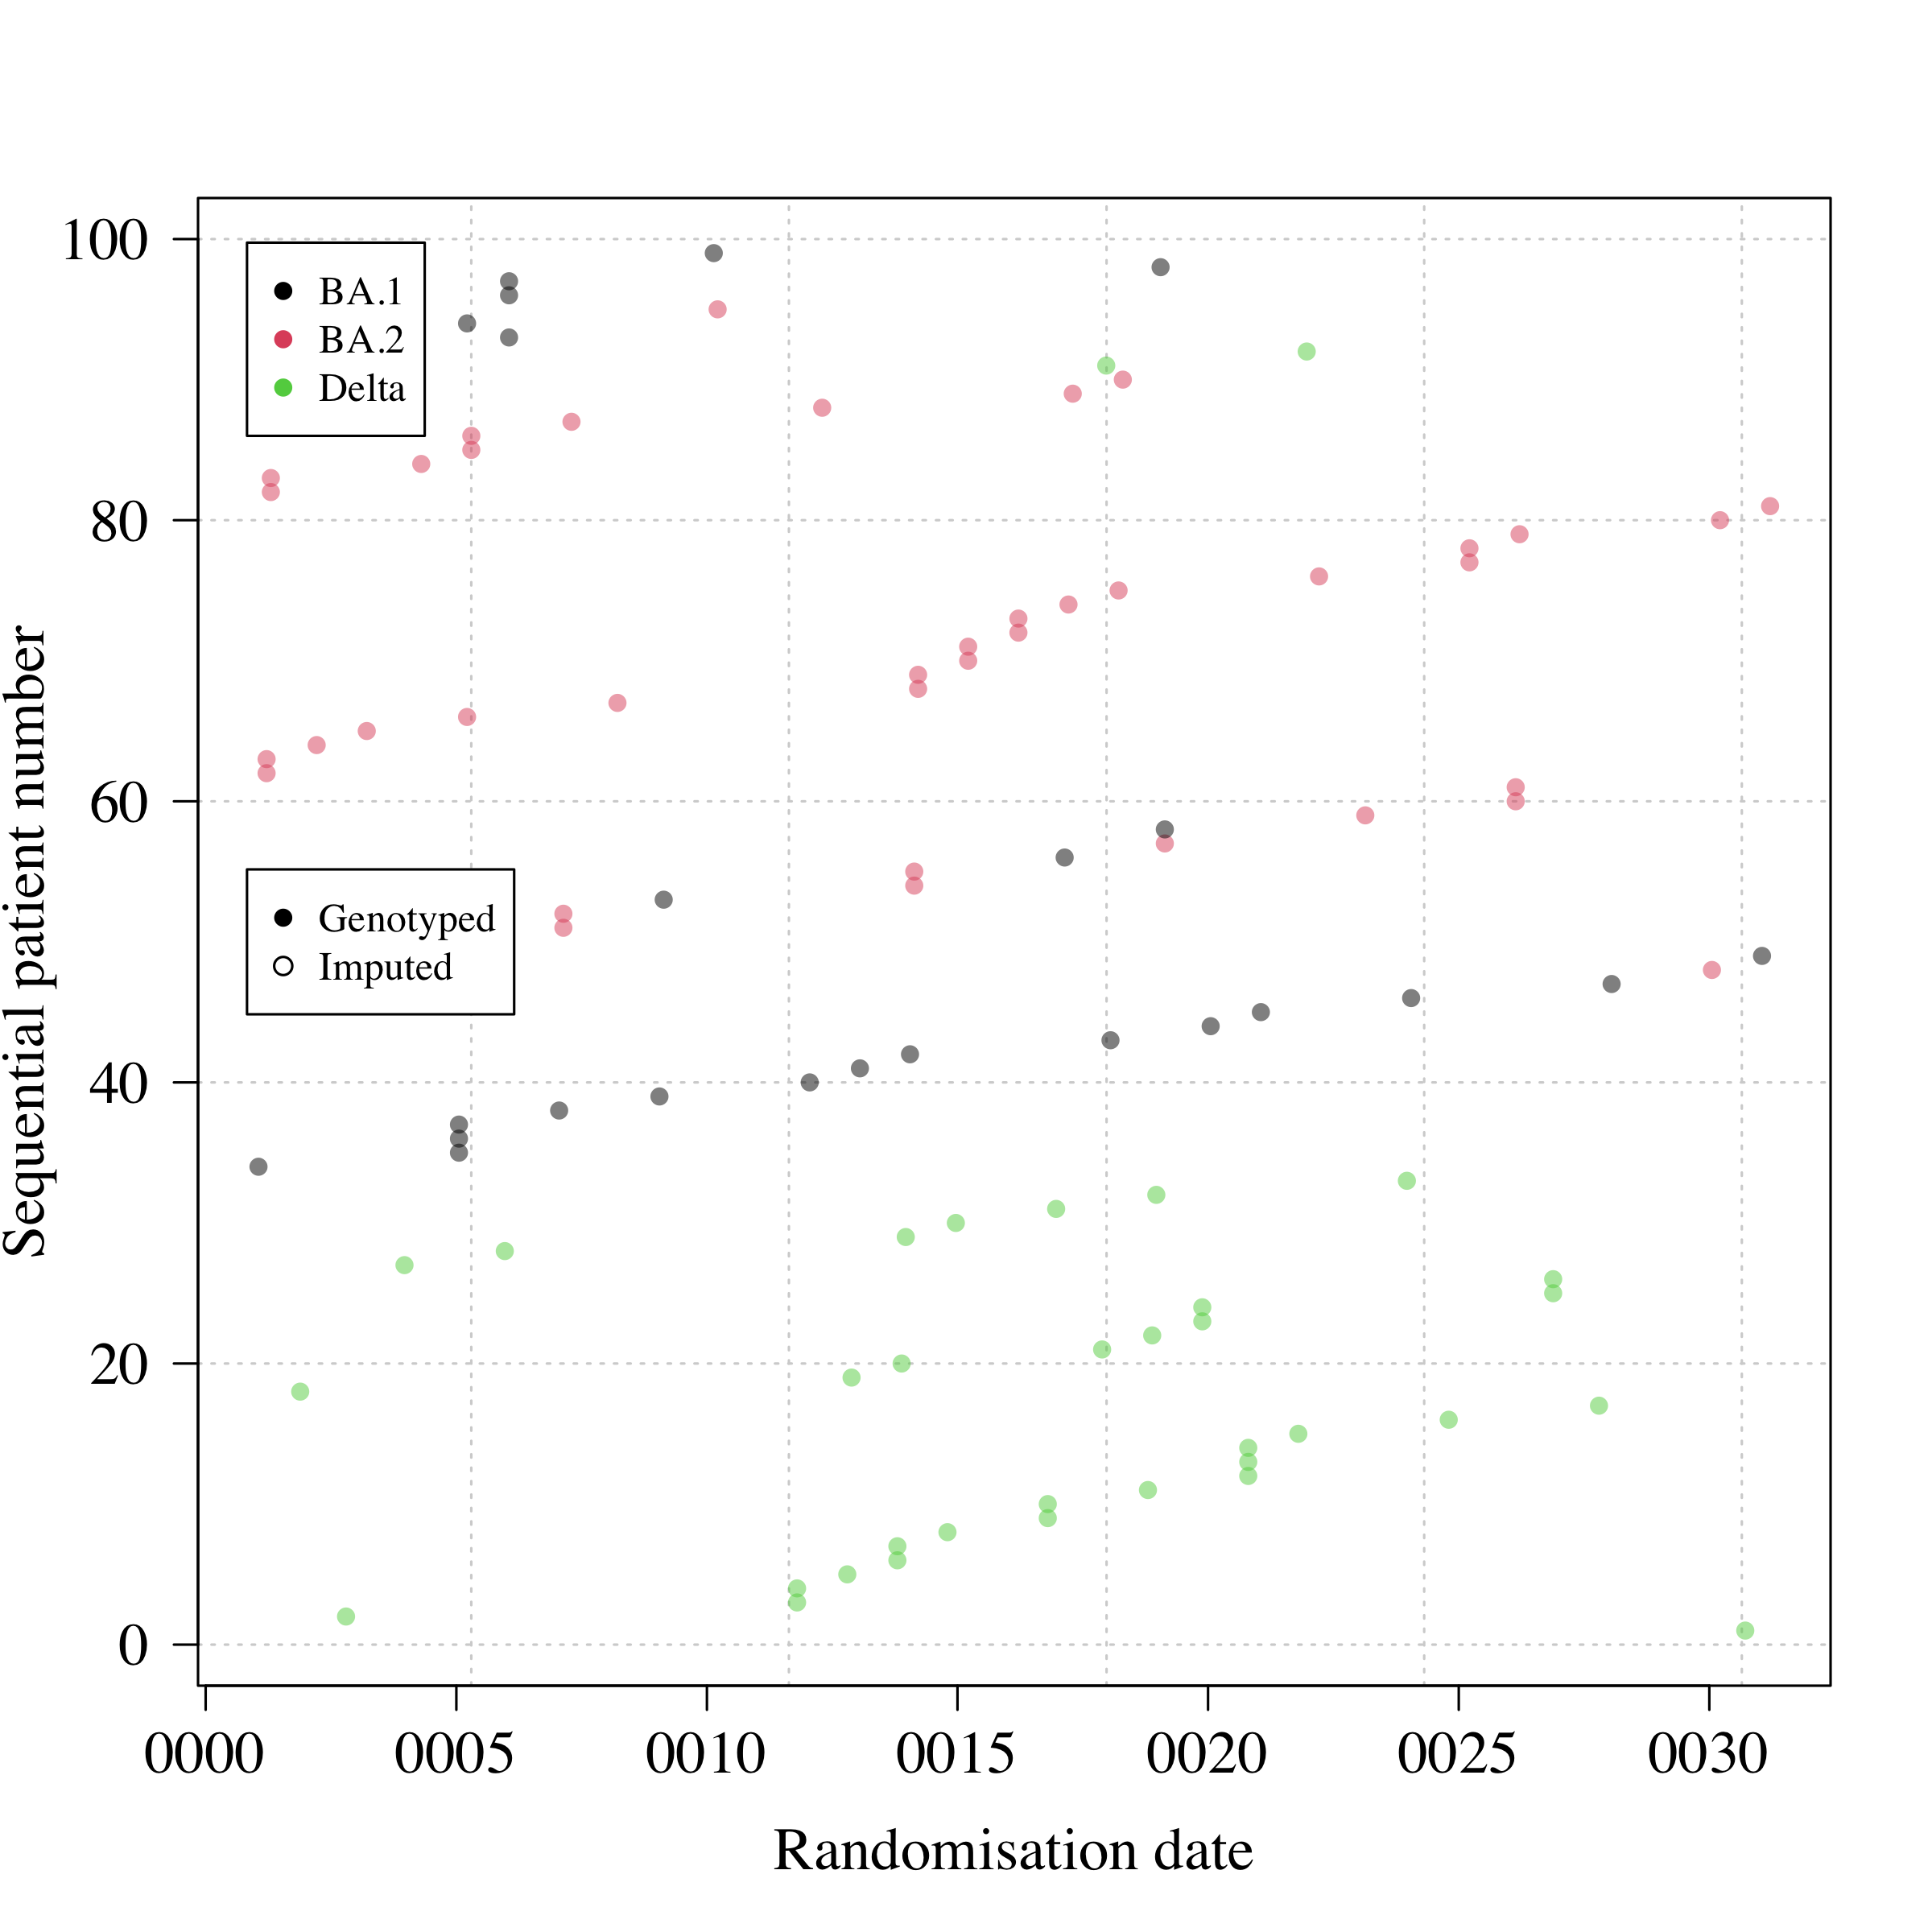 100
80
60
40
20
0
Sequential patient number
BA.1
BA.2
Delta
Genotyped
Imputed
0000 0005 0010 0015 0020 0025 0030
Randomisation date